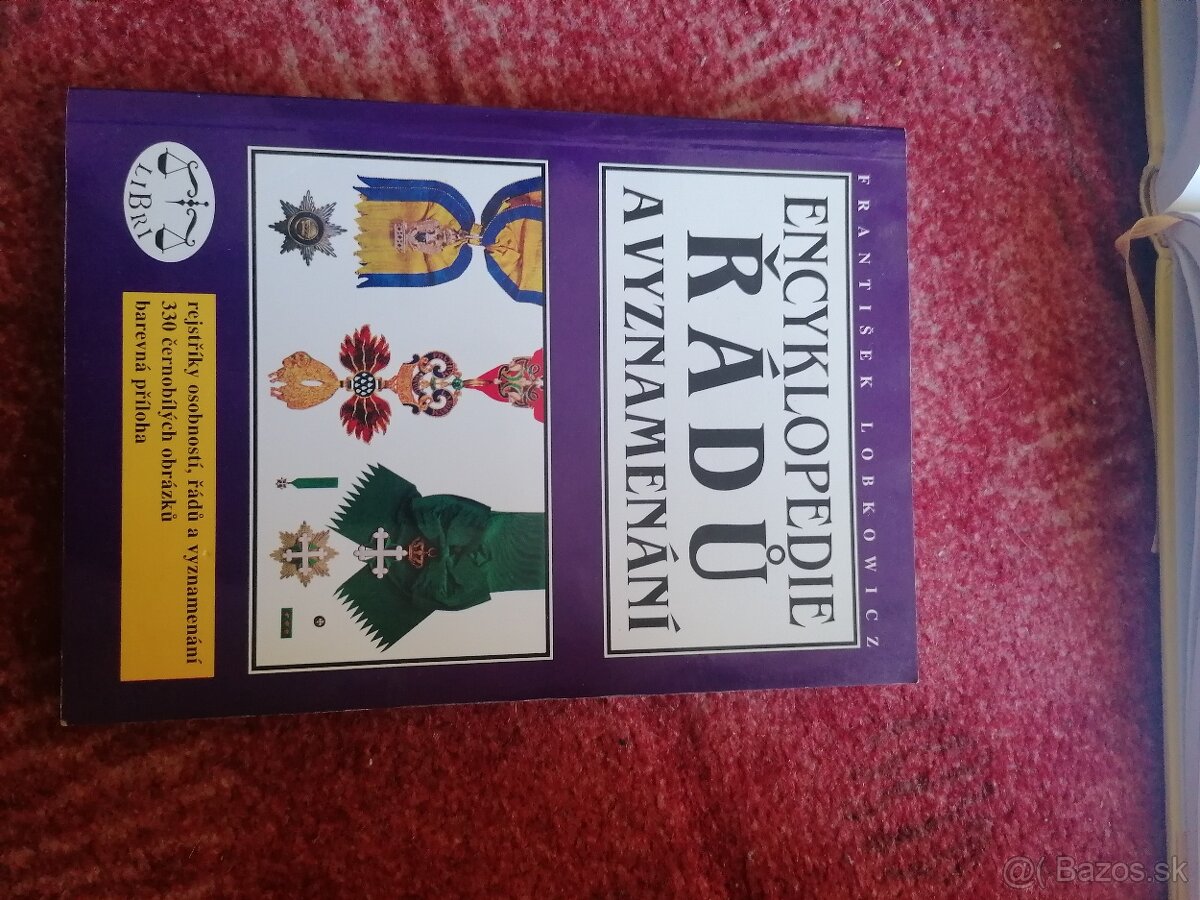 FRANTIŠEK LOBKOWICZ
ENCYKLOPEDIE
ŘÁDŮ
A VYZNAMENÁNÍ
LIBRI
rejstříky osobností, řádů a vyznamenání
330 černobílých obrázků
barevná příloha
@( Bazos.sk